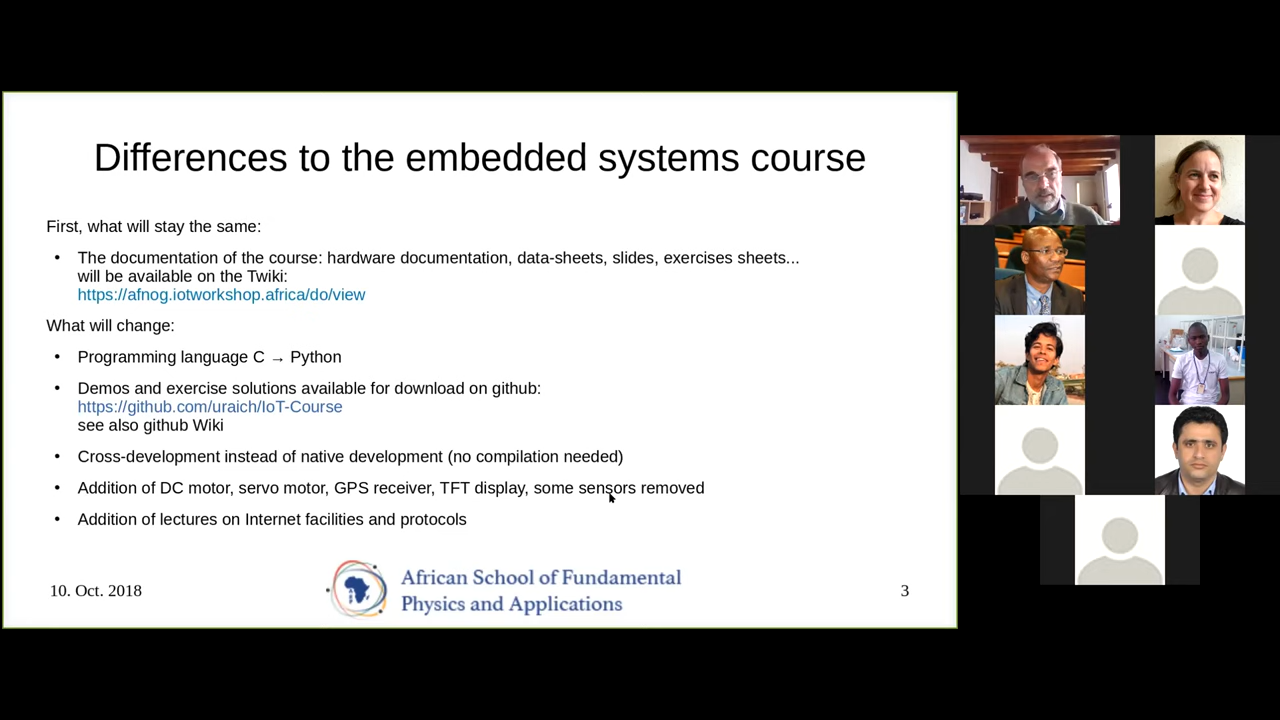 Differences to the embedded systems course
First, what will stay the same:
• The documentation of the course: hardware documentation, data-sheets, slides, exercises sheets...
will be available on the Twiki:
https://afnog.iotworkshop.africa/do/view
What will change:
• Programming language C → Python
• Demos and exercise solutions available for download on github:
https://github.com/uraich/IoT-Course
see also github Wiki
• Cross-development instead of native development (no compilation needed)
• Addition of DC motor, servo motor, GPS receiver, TFT display, some sensors removed
• Addition of lectures on Internet facilities and protocols
10. Oct. 2018
African School of Fundamental
Physics and Applications
3